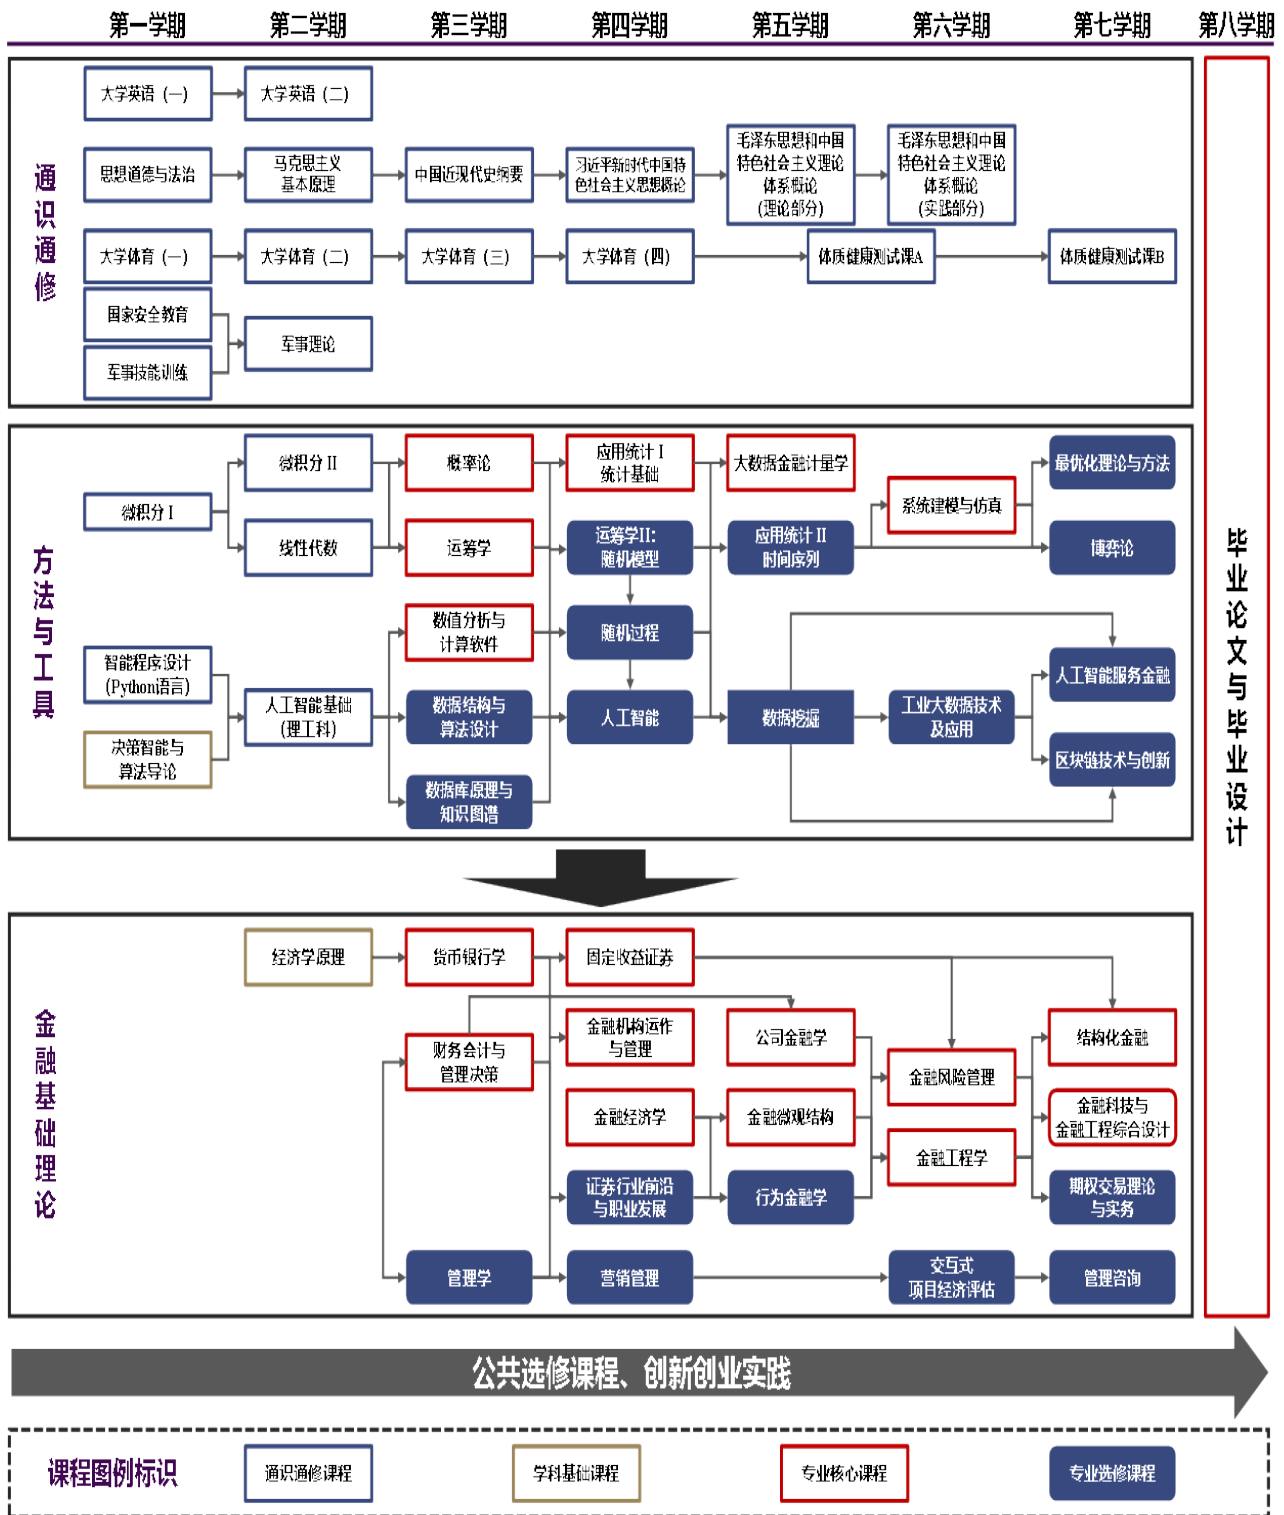 第一学期 第二学期 第三学期 第四学期 第五学期 第六学期 第七学期 第八学期
通识通修
大学英语（一） 大学英语（二）
思想道德与法治
马克思主义
基本原理
中国近现代史纲要
习近平新时代中国特
色社会主义思想概论
毛泽东思想和中国
特色社会主义理论
体系概论
(理论部分)
毛泽东思想和中国
特色社会主义理论
体系概论
(实践部分)
大学体育（一） 大学体育（二） 大学体育（三） 大学体育（四） 体质健康测试课A 体质健康测试课B
国家安全教育
军事理论
军事技能训练
方法与工具
微积分 I
微积分 II
线性代数
概率论
运筹学
应用统计 I
统计基础
运筹学II:
随机模型
大数据金融计量学
应用统计 II
时间序列
系统建模与仿真
最优化理论与方法
博弈论
智能程序设计
(Python语言)
决策智能与
算法导论
人工智能基础
(理工科)
数值分析与
计算软件
数据结构与
算法设计
数据库原理与
知识图谱
随机过程
人工智能
数据挖掘
工业大数据技术
及应用
人工智能服务金融
区块链技术与创新
金融基础理论
经济学原理
货币银行学
固定收益证券
财务会计与
管理决策
金融机构运作
与管理
公司金融学
金融风险管理
结构化金融
金融经济学
金融微观结构
金融工程学
金融科技与
金融工程综合设计
证券行业前沿
与职业发展
行为金融学
期权交易理论
与实务
管理学
营销管理
交互式
项目经济评估
管理咨询
毕业论文与毕业设计
公共选修课程、创新创业实践
课程图例标识 通识通修课程 学科基础课程 专业核心课程 专业选修课程